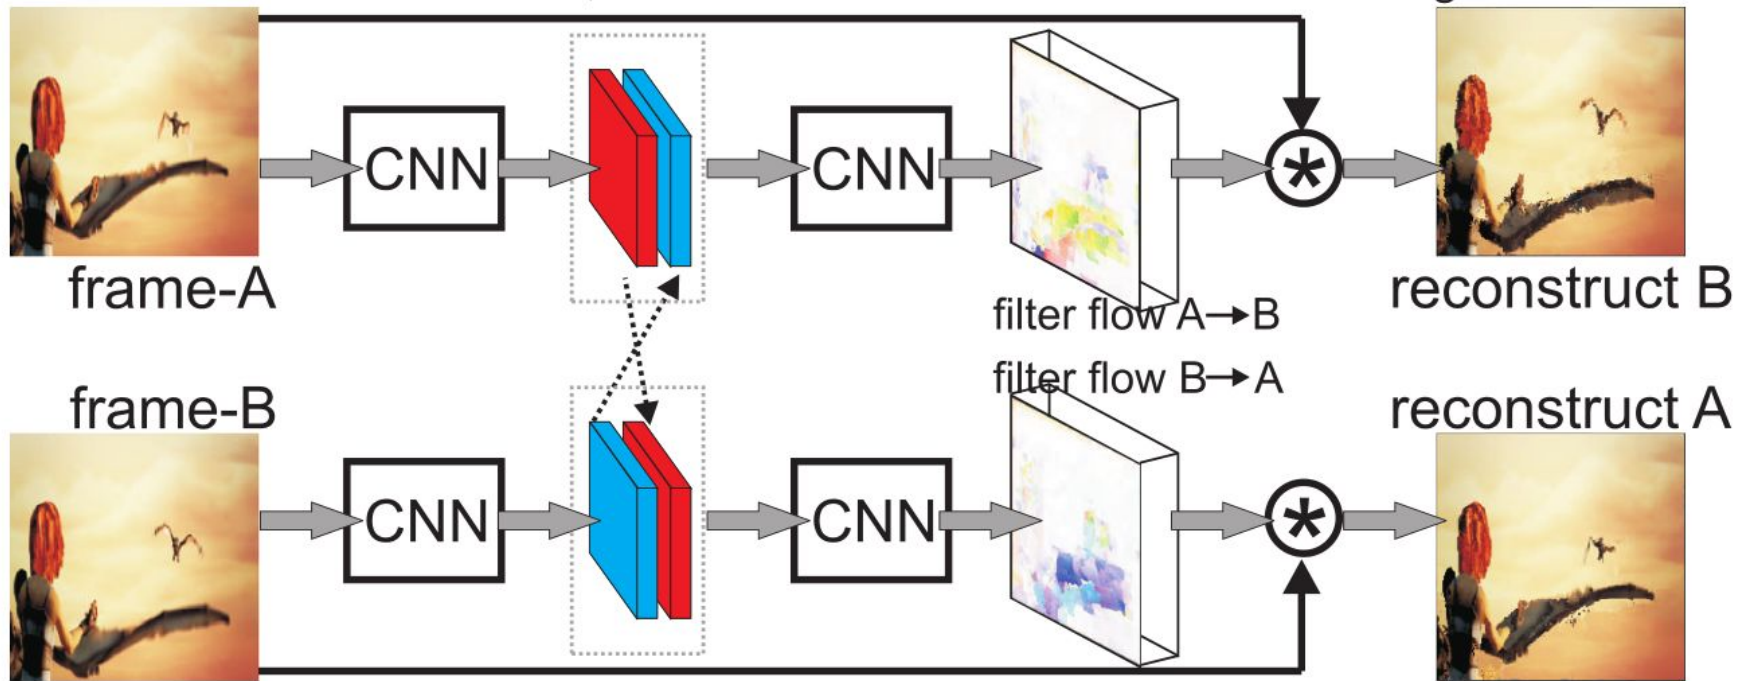 CNN
CNN
*
frame-A
reconstruct B
filter flow A→B
filter flow B→A
frame-B
reconstruct A
CNN
CNN
*